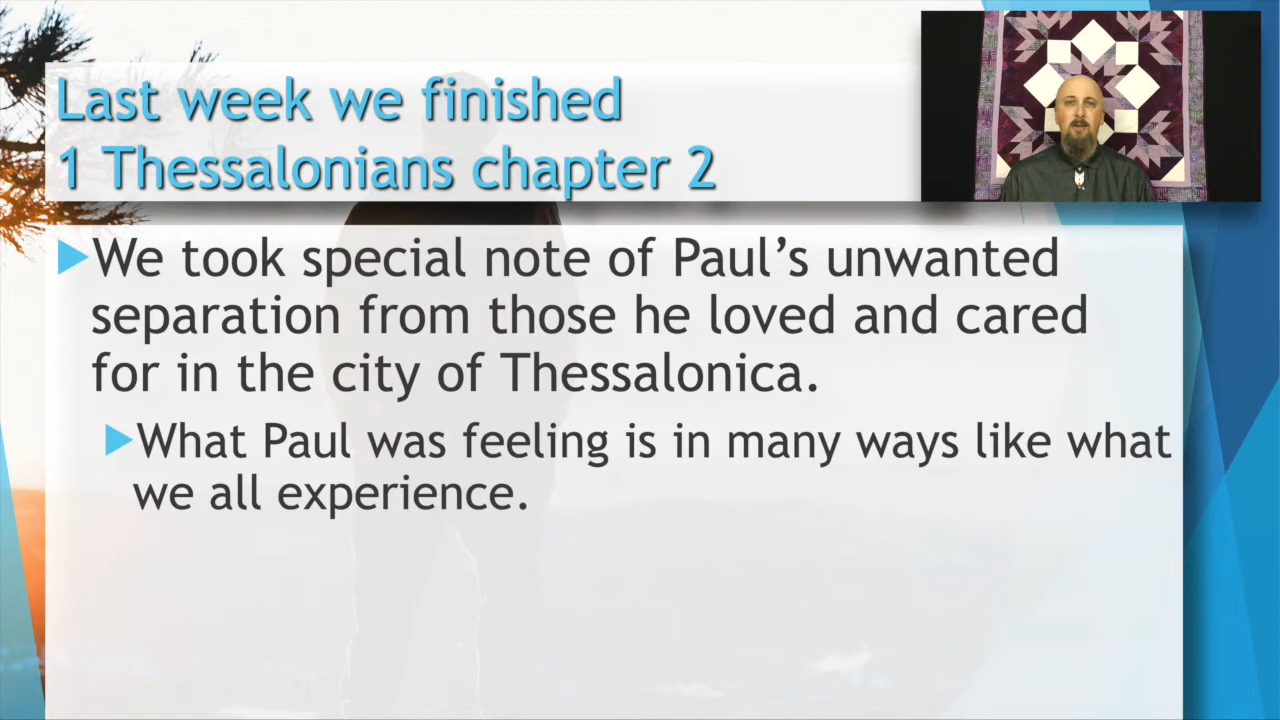 Last week we finished
1 Thessalonians chapter 2
We took special note of Paul’s unwanted
separation from those he loved and cared
for in the city of Thessalonica.
What Paul was feeling is in many ways like what
we all experience.